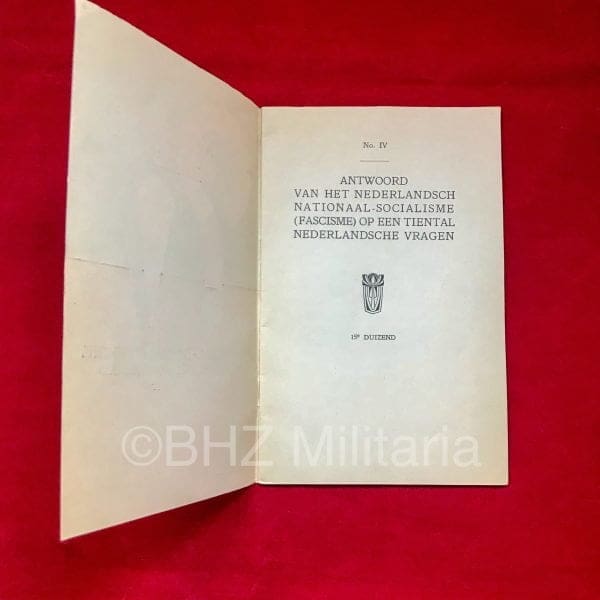 No. IV
ANTWOORD
VAN HET NEDERLANDSCH
NATIONAAL-SOCIALISME
(FASCISME) OP EEN TIENTAL
NEDERLANDSCHE VRAGEN
15e DUIZEND
©BHZ Militaria